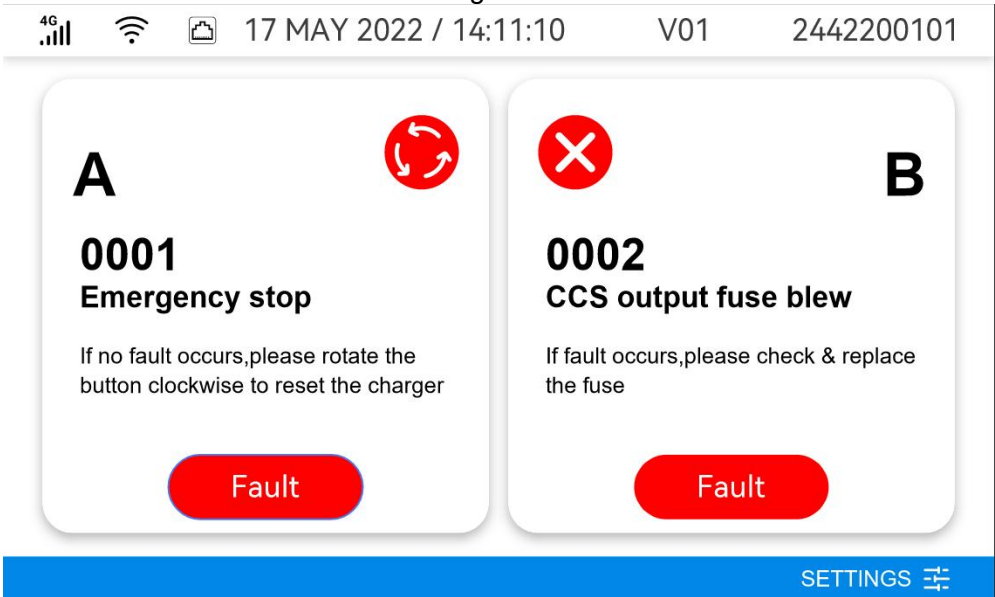 4G 17 MAY 2022 / 14:11:10 V01 2442200101
A
0001
Emergency stop
If no fault occurs,please rotate the
button clockwise to reset the charger
Fault
B
0002
CCS output fuse blew
If fault occurs,please check & replace
the fuse
Fault
SETTINGS